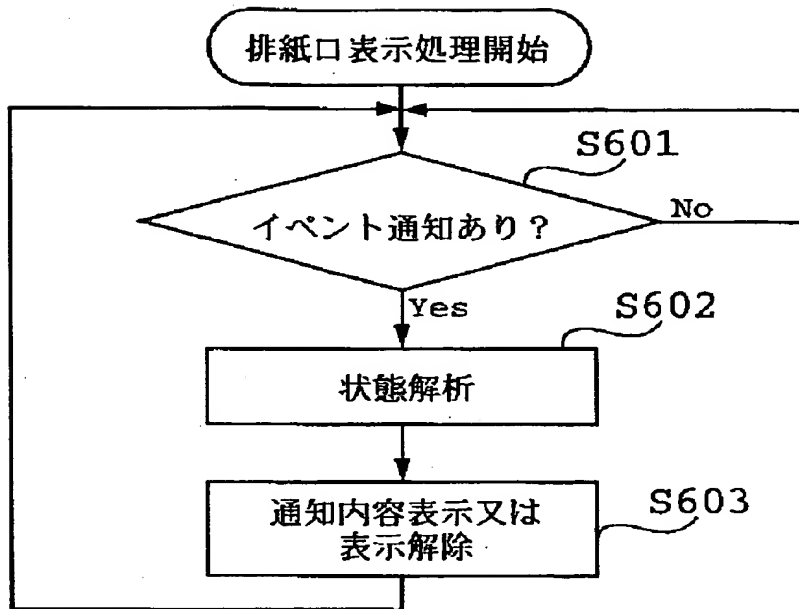 排紙口表示処理開始
S601
イベント通知あり?
No
Yes
S602
状態解析
S603
通知内容表示又は
表示解除